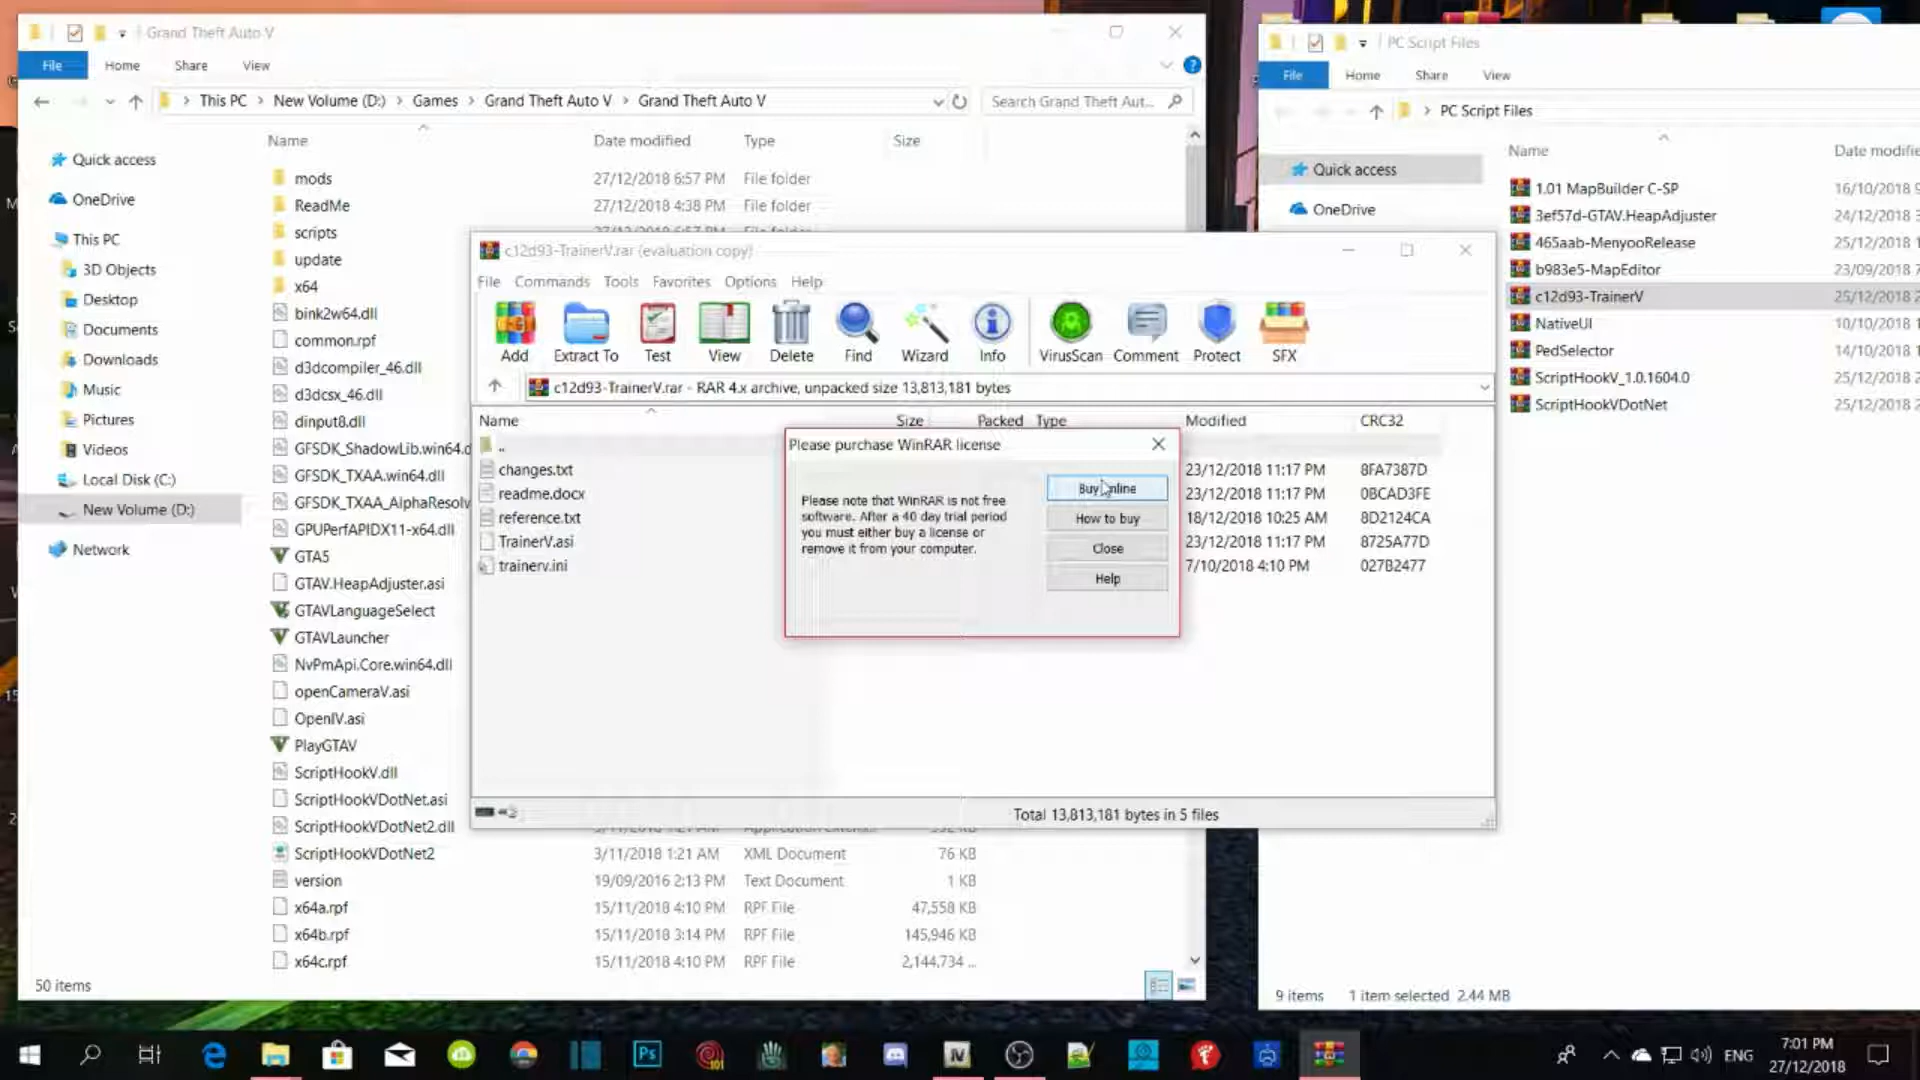 Grand Theft Auto V
File Home Share View
This PC New Volume (D:) Games Grand Theft Auto V Grand Theft Auto V
Search Grand Theft Aut...
Name Date modified Type Size
Quick access
OneDrive
This PC
3D Objects
Desktop
Documents
Downloads
Music
Pictures
Videos
Local Disk (C:)
New Volume (D:)
Network
mods 27/12/2018 6:57 PM File folder
ReadMe 27/12/2018 4:38 PM File folder
scripts
update
x64
bink2w64.dll
common.rpf
d3dcompiler_46.dll
d3dcsx_46.dll
dinput8.dll
GFSDK_ShadowLib.win64.d
GFSDK_TXAA.win64.dll
GFSDK_TXAA_AlphaResolv
GPUPerfAPIDX11-x64.dll
GTA5
GTAV.HeapAdjuster.asi
GTAVLanguageSelect
GTAVLauncher
NvPmApi.Core.win64.dll
openCameraV.asi
OpenIV.asi
PlayGTAV
ScriptHookV.dll
ScriptHookVDotNet.asi
ScriptHookVDotNet2.dll
ScriptHookVDotNet2 3/11/2018 1:21 AM XML Document 76 KB
version 19/09/2016 2:13 PM Text Document 1 KB
x64a.rpf 15/11/2018 4:10 PM RPF File 47,558 KB
x64b.rpf 15/11/2018 3:14 PM RPF File 145,946 KB
x64c.rpf 15/11/2018 4:10 PM RPF File 2,144,734 ...
50 items
c12d93-TrainerV.rar (evaluation copy)
File Commands Tools Favorites Options Help
Add Extract To Test View Delete Find Wizard Info VirusScan Comment Protect SFX
c12d93-TrainerV.rar - RAR 4.x archive, unpacked size 13,813,181 bytes
Name Size Packed Type Modified CRC32
..
changes.txt 23/12/2018 11:17 PM 8FA7387D
readme.docx 23/12/2018 11:17 PM 0BCAD3FE
reference.txt 18/12/2018 10:25 AM 8D2124CA
TrainerV.asi 23/12/2018 11:17 PM 8725A77D
trainerv.ini 7/10/2018 4:10 PM 027B2477
Total 13,813,181 bytes in 5 files
Please purchase WinRAR license
Please note that WinRAR is not free
software. After a 40 day trial period
you must either buy a license or
remove it from your computer.
Buy online
How to buy
Close
Help
PC Script Files
File Home Share View
PC Script Files
Name Date modifie
Quick access
OneDrive
1.01 MapBuilder C-SP 16/10/2018
3ef57d-GTAV.HeapAdjuster 24/12/2018
465aab-MenyooRelease 25/12/2018
b983e5-MapEditor 23/09/2018
c12d93-TrainerV 25/12/2018
NativeUI 10/10/2018
PedSelector 14/10/2018
ScriptHookV_1.0.1604.0 25/12/2018
ScriptHookVDotNet 25/12/2018
9 items 1 item selected 2.44 MB
Ps
ENG
7:01 PM
27/12/2018